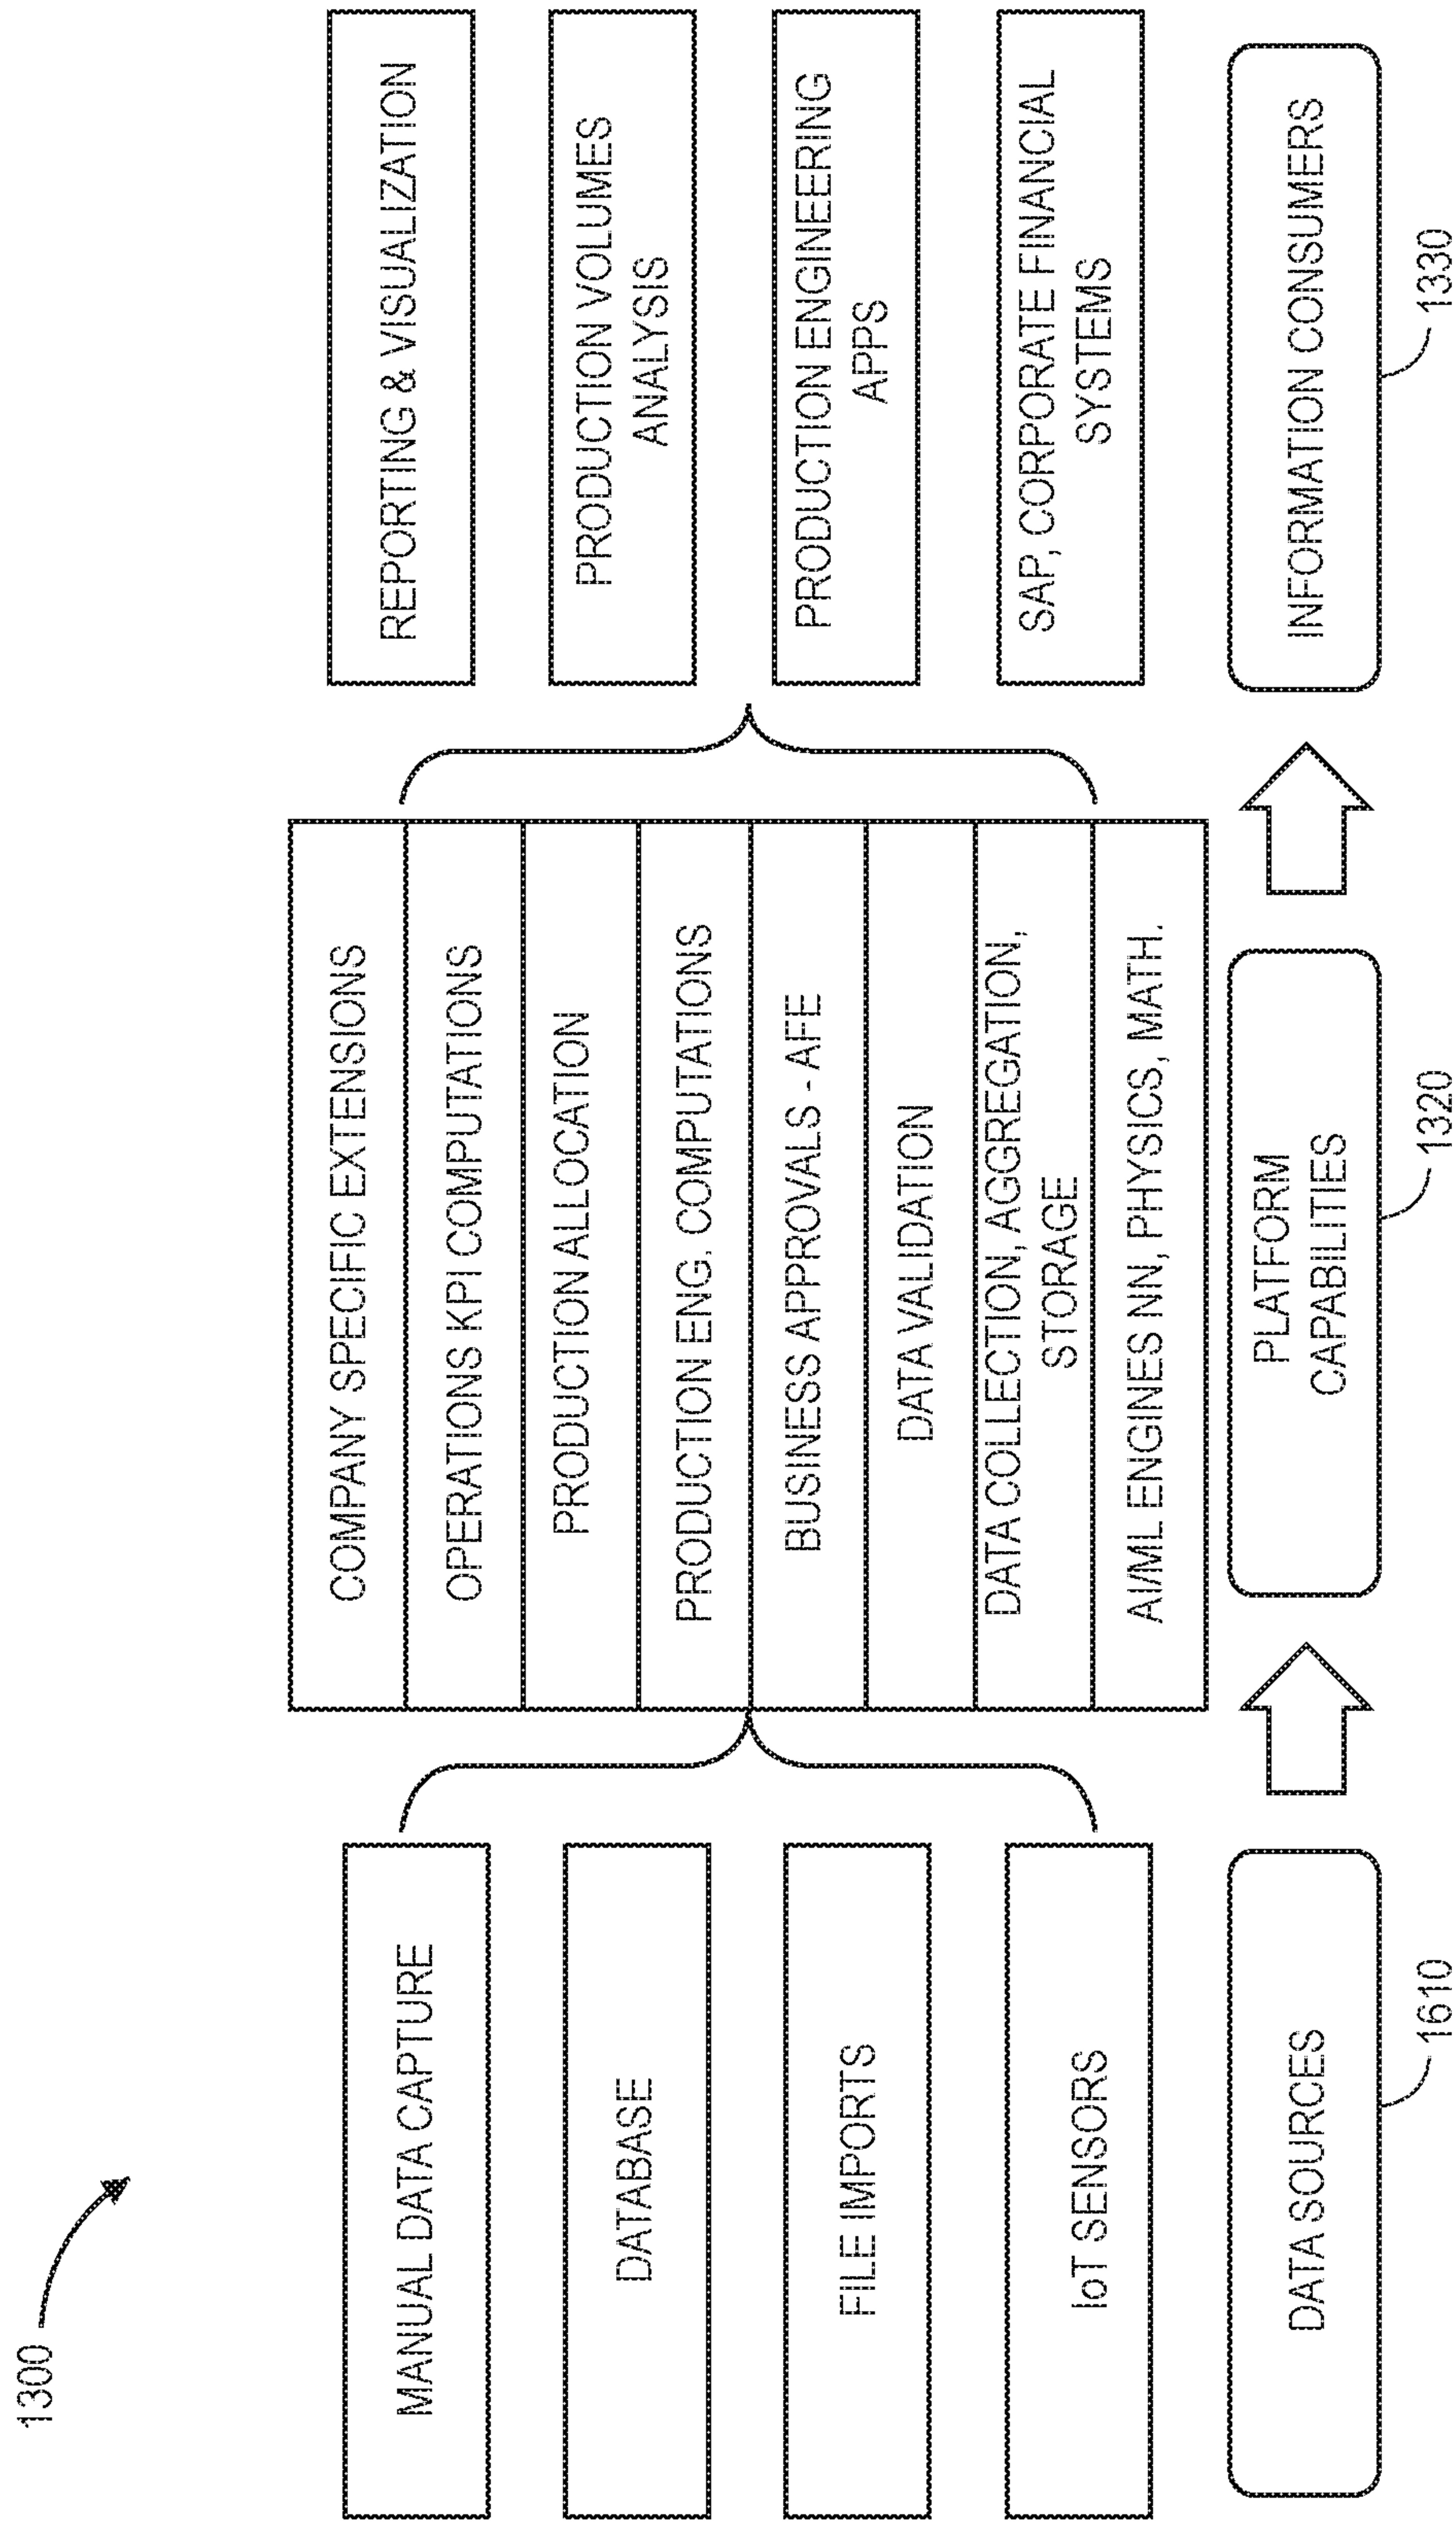 1300
MANUAL DATA CAPTURE
DATABASE
FILE IMPORTS
IoT SENSORS
DATA SOURCES
1610
COMPANY SPECIFIC EXTENSIONS
OPERATIONS KPI COMPUTATIONS
PRODUCTION ALLOCATION
PRODUCTION ENG. COMPUTATIONS
BUSINESS APPROVALS - AFE
DATA VALIDATION
DATA COLLECTION, AGGREGATION,
STORAGE
AI/ML ENGINES NN, PHYSICS, MATH.
PLATFORM
CAPABILITIES
1320
REPORTING & VISUALIZATION
PRODUCTION VOLUMES
ANALYSIS
PRODUCTION ENGINEERING
APPS
SAP, CORPORATE FINANCIAL
SYSTEMS
INFORMATION CONSUMERS
1330